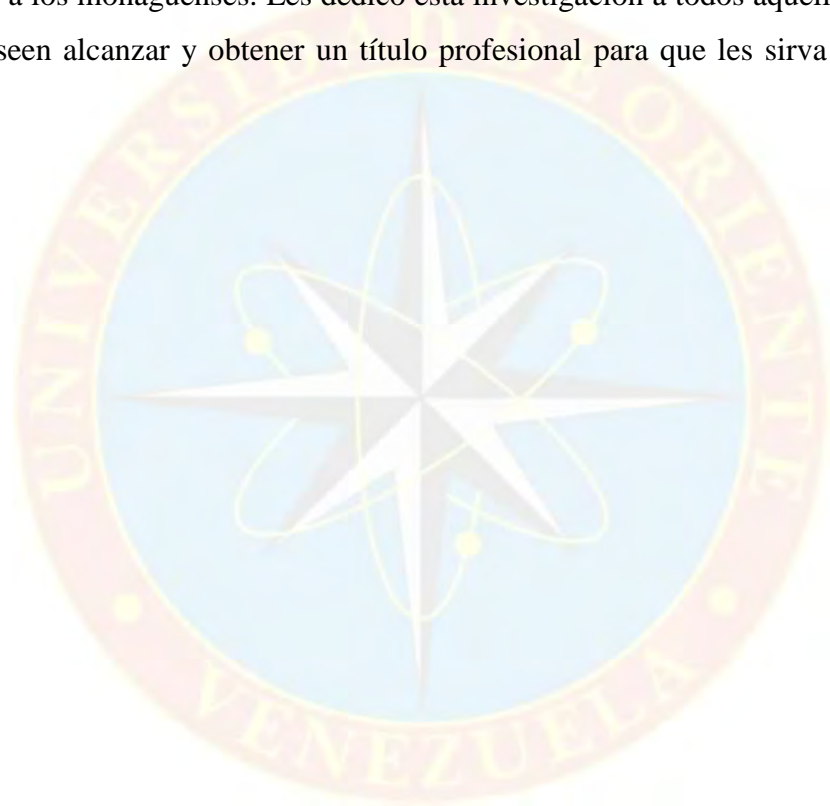 a los monaguenses. Les dedico esta investigación a todos aquell
seen alcanzar y obtener un título profesional para que les sirva
UNIVERSIDAD DE ORIENTE
VENEZUELA